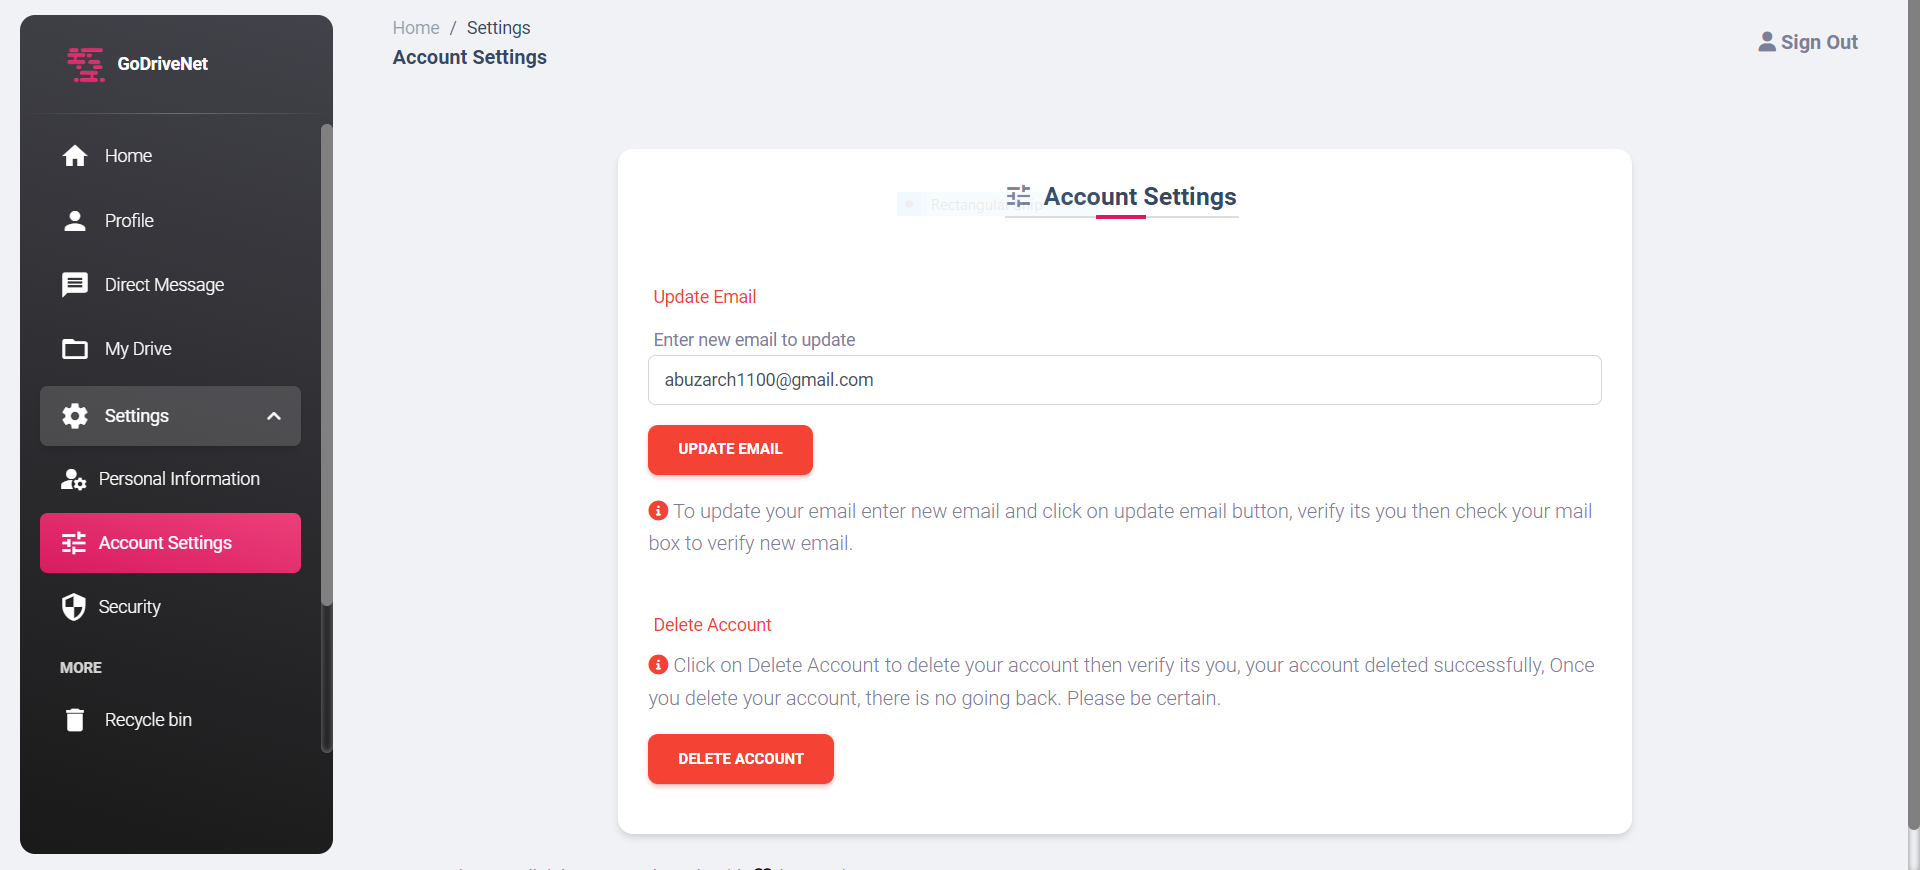 GoDriveNet
Home
Profile
Direct Message
My Drive
Settings
Personal Information
Account Settings
Security
MORE
Recycle bin
Home / Settings
Account Settings
Sign Out
Rectangular Snip
Account Settings
Update Email
Enter new email to update
abuzarch1100@gmail.com
UPDATE EMAIL
To update your email enter new email and click on update email button, verify its you then check your mail
box to verify new email.
Delete Account
Click on Delete Account to delete your account then verify its you, your account deleted successfully, Once
you delete your account, there is no going back. Please be certain.
DELETE ACCOUNT